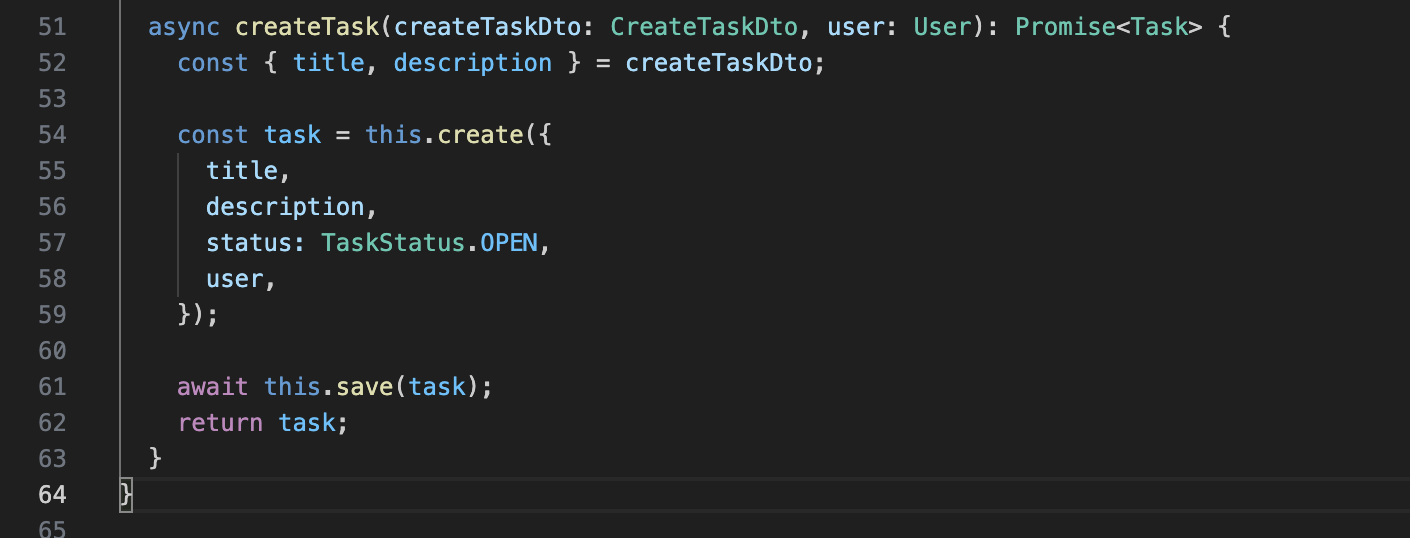 51 async createTask(createTaskDto: CreateTaskDto, user: User): Promise<Task> {
52 const { title, description } = createTaskDto;
53
54 const task = this.create({
55 title,
56 description,
57 status: TaskStatus.OPEN,
58 user,
59 });
60
61 await this.save(task);
62 return task;
63 }
64 }
65